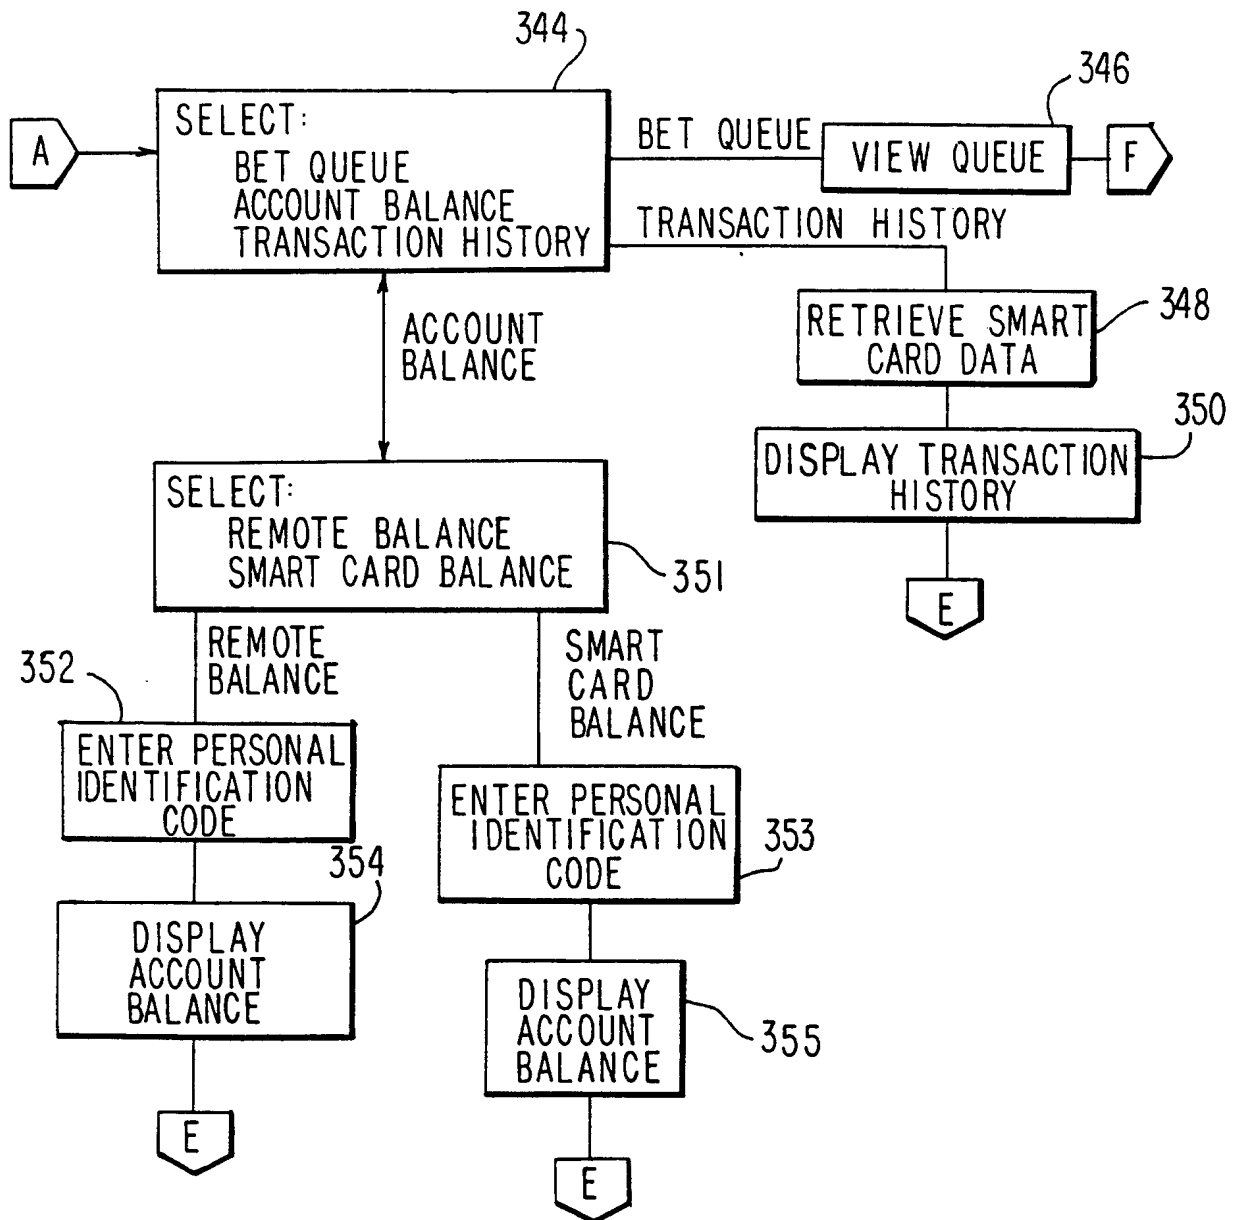 344
346
A
SELECT:
BET QUEUE
ACCOUNT BALANCE
TRANSACTION HISTORY
BET QUEUE
VIEW QUEUE
F
TRANSACTION HISTORY
348
RETRIEVE SMART
CARD DATA
350
DISPLAY TRANSACTION
HISTORY
E
ACCOUNT
BALANCE
SELECT:
REMOTE BALANCE
SMART CARD BALANCE
351
REMOTE
BALANCE
352
ENTER PERSONAL
IDENTIFICATION
CODE
354
DISPLAY
ACCOUNT
BALANCE
E
SMART
CARD
BALANCE
ENTER PERSONAL
IDENTIFICATION
CODE
353
DISPLAY
ACCOUNT
BALANCE
355
E